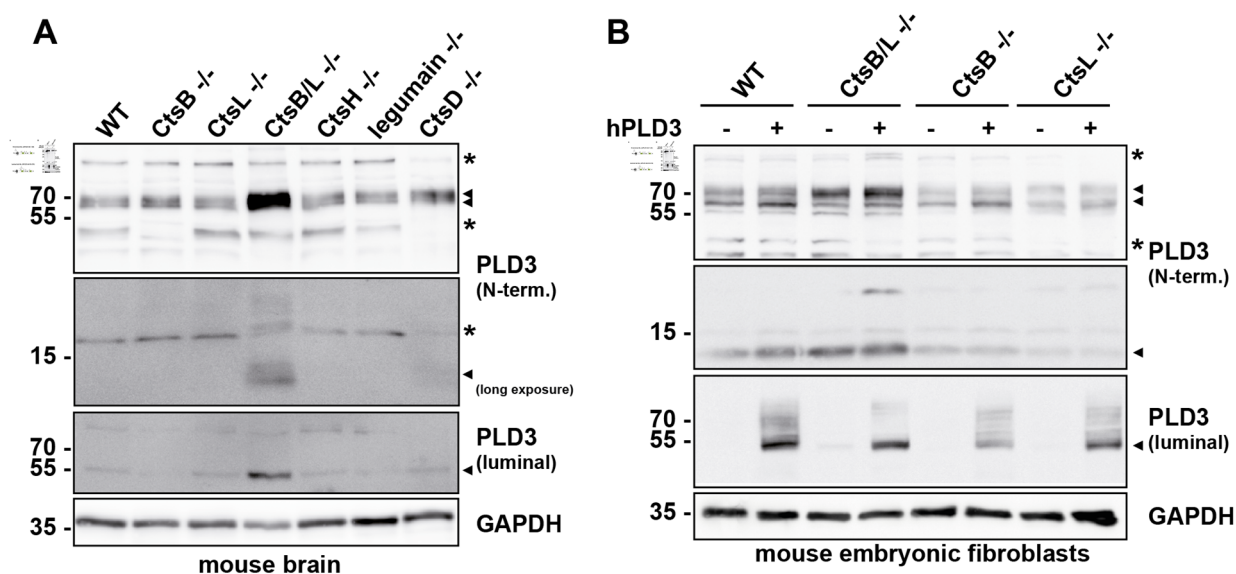 A
WT
CtsB -/-
CtsL -/-
CtsB/L -/-
CtsH -/-
legumain -/-
CtsD -/-
*
70 -
55 -
*
PLD3
(N-term.)
*
15 -
(long exposure)
PLD3
(luminal)
70 -
55 -
35 -
GAPDH
mouse brain
B
WT
CtsB/L -/-
CtsB -/-
CtsL -/-
hPLD3 - + - + - + - +
*
70 -
55 -
*
PLD3
(N-term.)
15 -
PLD3
(luminal)
70 -
55 -
35 -
GAPDH
mouse embryonic fibroblasts